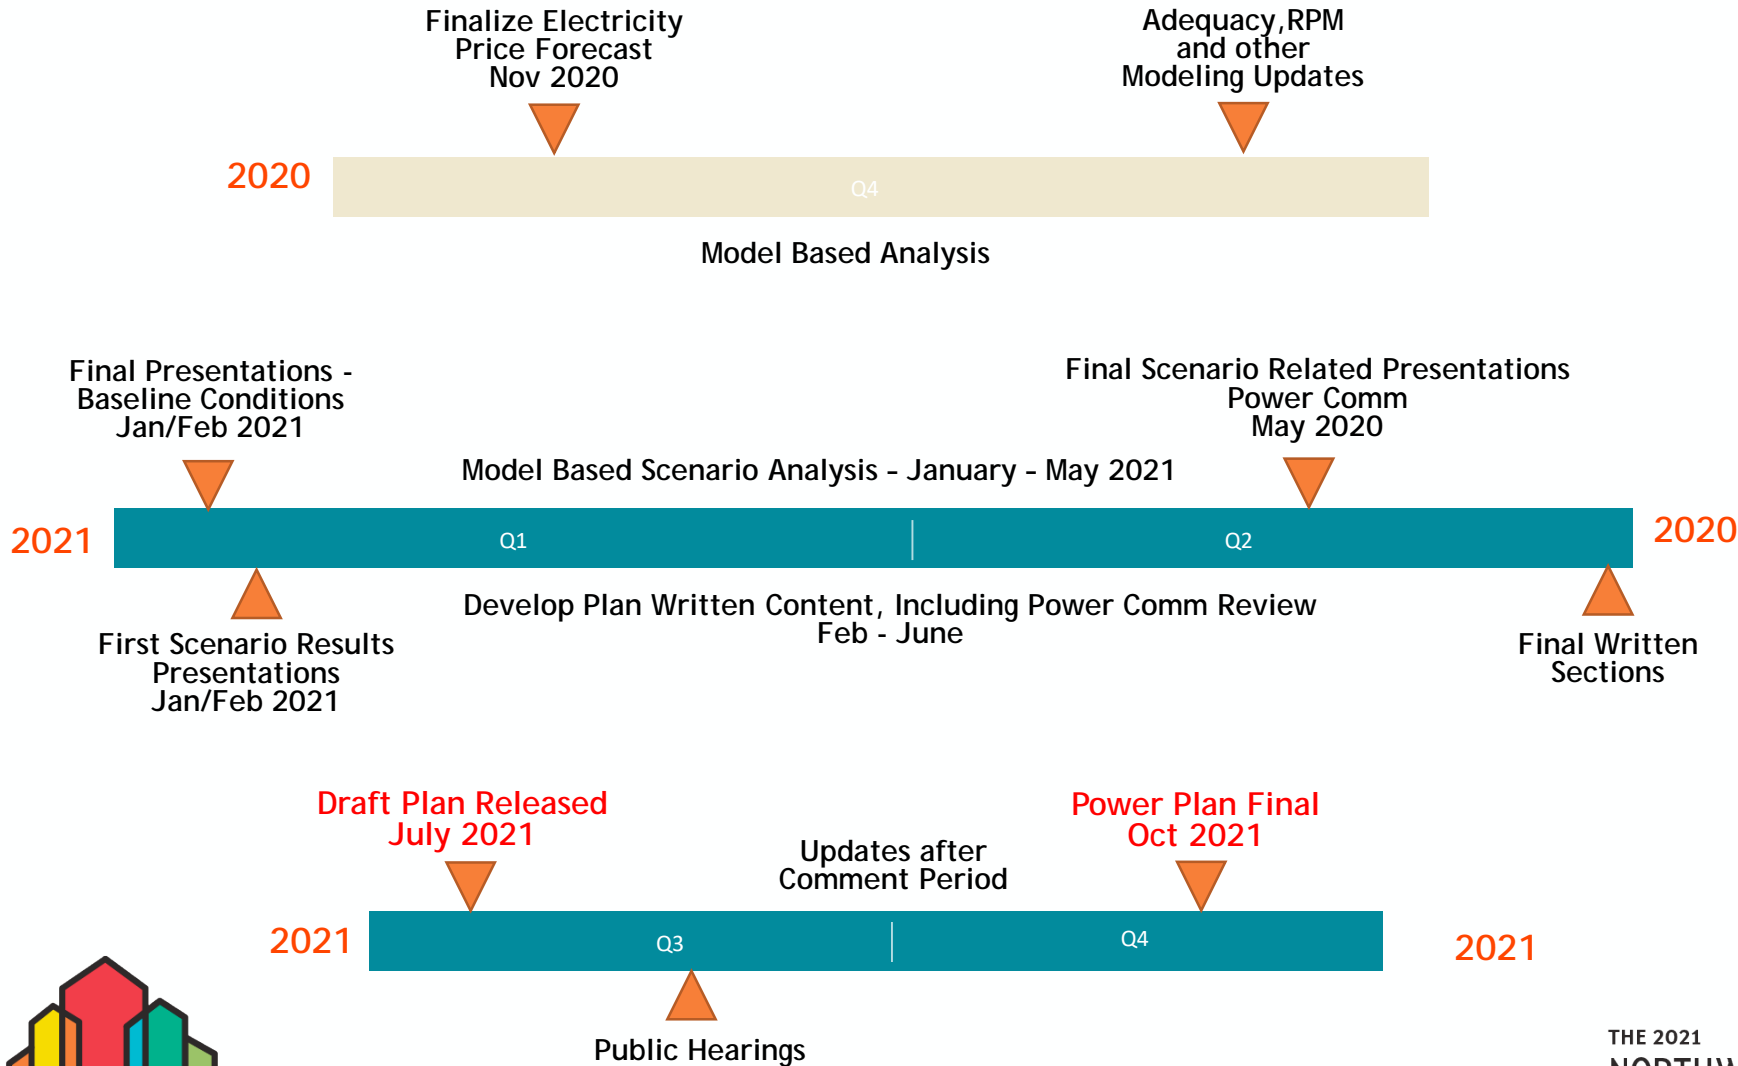 Finalize Electricity
Price Forecast
Nov 2020
Adequacy,RPM
and other
Modeling Updates
2020
Q4
Model Based Analysis
Final Presentations -
Baseline Conditions
Jan/Feb 2021
Final Scenario Related Presentations
Power Comm
May 2020
Model Based Scenario Analysis - January - May 2021
2021
Q1
Q2
2020
Develop Plan Written Content, Including Power Comm Review
Feb - June
First Scenario Results
Presentations
Jan/Feb 2021
Final Written
Sections
Draft Plan Released
July 2021
Updates after
Comment Period
Power Plan Final
Oct 2021
2021
Q3
Q4
2021
Public Hearings
THE 2021